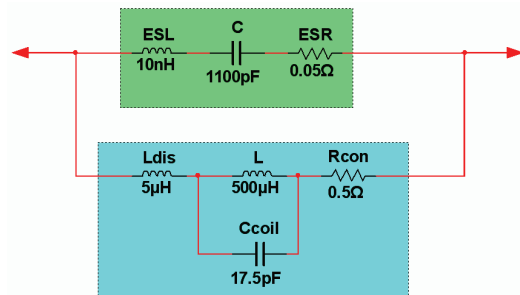 ESL C ESR
10nH 1100pF 0.05Ω
Ldis L Rcon
5µH 500µH 0.5Ω
Ccoil
17.5pF